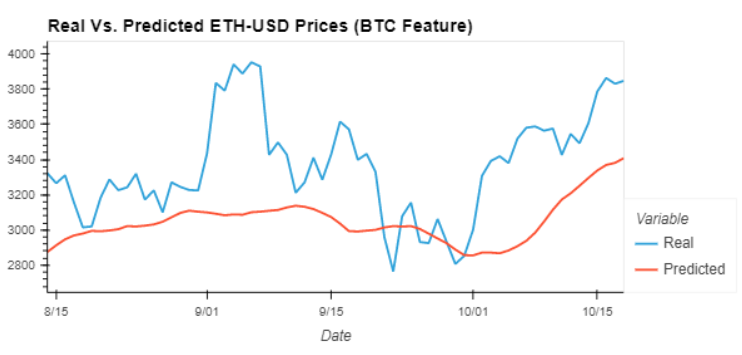 Real Vs. Predicted ETH-USD Prices (BTC Feature)
4000
3800
3600
3400
3200
3000
2800
8/15 9/01 9/15 10/01 10/15
Date
Variable
Real
Predicted